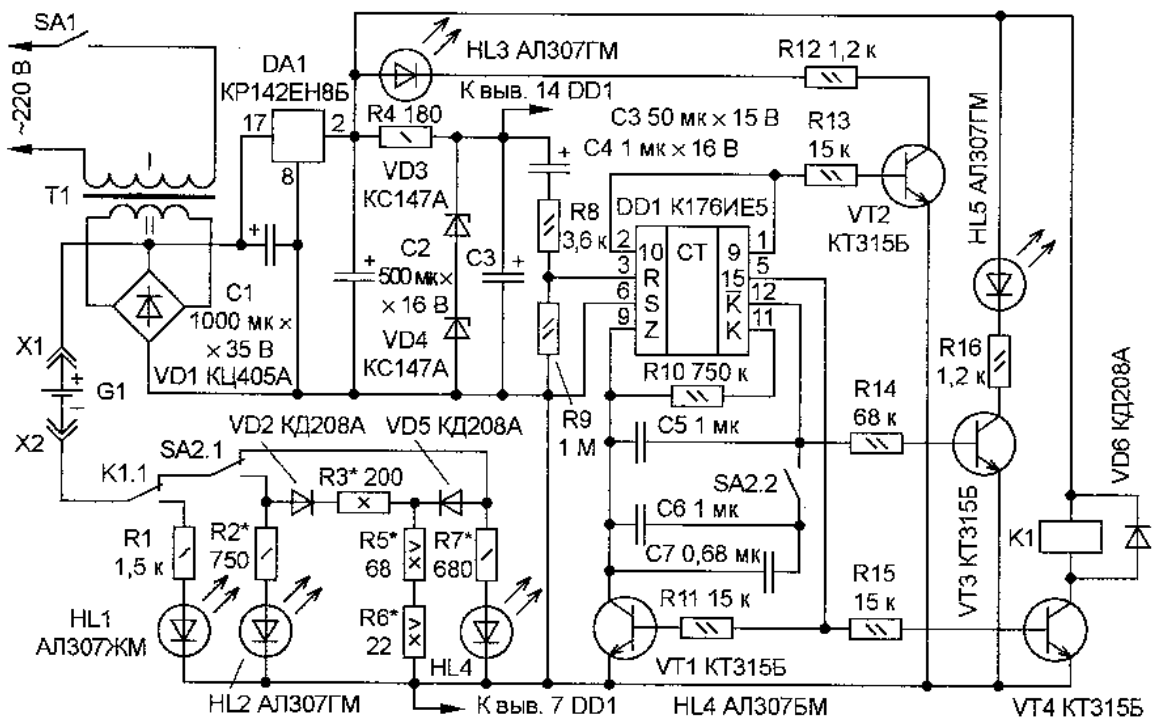 SA1
~220 В
DA1
КР142ЕН8Б
17
2
8
HL3 АЛ307ГМ
К выв. 14 DD1
R4 180
VD3
КС147А
C3 50 мк × 15 В
C4 1 мк × 16 В
R12 1,2 к
R13
15 к
VT2
КТ315Б
HL5 АЛ307ГМ
I
T1
II
+
C1
1000 мк ×
× 35 В
VD1 КЦ405А
C2
500 мк ×
× 16 В
+
VD4
КС147А
C3
+
+
R8
3,6 к
R9
1 М
DD1 К176ИЕ5
2
3
6
9
10
R
S
Z
CT
9
15
K
K
1
5
12
11
R10 750 к
C5 1 мк
SA2.2
C6 1 мк
C7 0,68 мк
R14
68 к
R16
1,2 к
VT3 КТ315Б
VD6 КД208А
K1
X1
+
G1
–
X2
K1.1
SA2.1
VD2 КД208А
VD5 КД208А
R3* 200
R1
1,5 к
R2*
750
R5*
68
R7*
680
R6*
22
HL1
АЛ307ЖМ
HL2 АЛ307ГМ
HL4
К выв. 7 DD1
R11 15 к
VT1 КТ315Б
R15
15 к
HL4 АЛ307БМ
VT4 КТ315Б